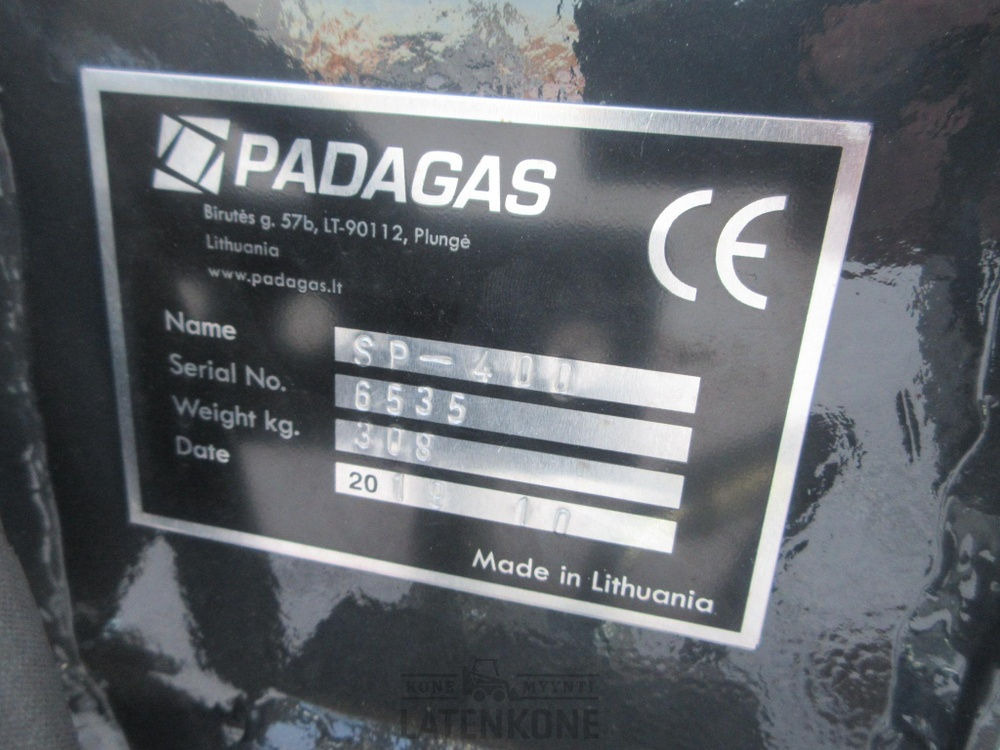 PADAGAS
Birutės g. 57b, LT-90112, Plungė
Lithuania
www.padagas.lt
CE
Name SP-400
Serial No. 6535
Weight kg. 308
Date 2019 10
Made in Lithuania
KONE MYYNTI
LATENKONE